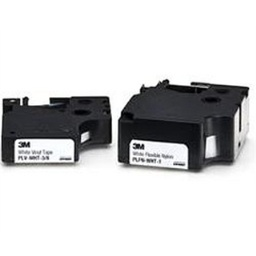 3M
White Vinyl Tape
PLV-WHT-3/8
3M
White Flexible Nylon
PLFN-WHT-1